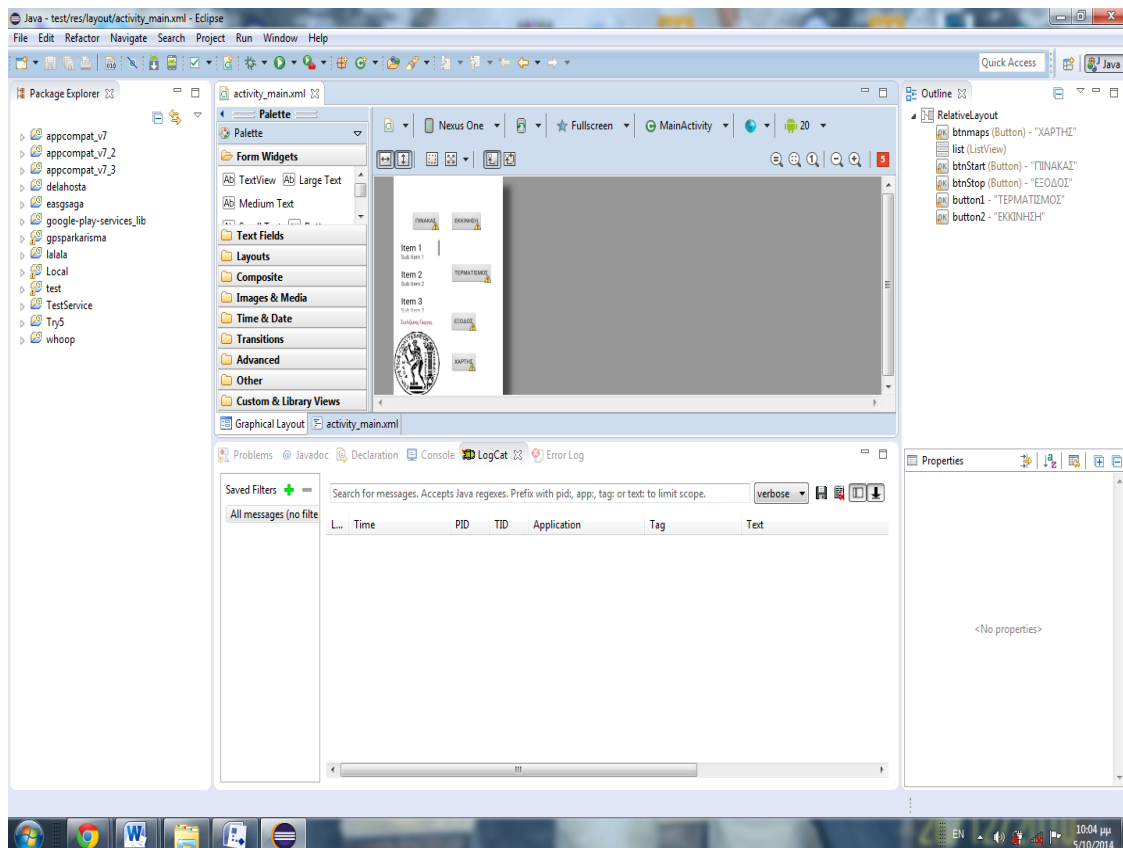 Java - test/res/layout/activity_main.xml - Eclipse
File Edit Refactor Navigate Search Project Run Window Help
Quick Access
Java
Package Explorer
appcompat_v7
appcompat_v7_2
appcompat_v7_3
delahosta
easgsaga
google-play-services_lib
gpsparkarisma
lalala
Local
test
TestService
Try5
whoop
activity_main.xml
Palette
Palette
Form Widgets
Ab TextView Ab Large Text
Ab Medium Text
Text Fields
Layouts
Composite
Images & Media
Time & Date
Transitions
Advanced
Other
Custom & Library Views
Nexus One Fullscreen MainActivity 20
5
ΠΙΝΑΚΑΣ ΕΚΚΙΝΗΣΗ
Item 1
Sub Item 1
Item 2
Sub Item 2
ΤΕΡΜΑΤΙΣΜΟΣ
Item 3
Sub Item 3
ΕΞΟΔΟΣ
ΧΑΡΤΗΣ
Graphical Layout activity_main.xml
Outline
RelativeLayout
btnmaps (Button) - "ΧΑΡΤΗΣ"
list (ListView)
btnStart (Button) - "ΠΙΝΑΚΑΣ"
btnStop (Button) - "ΕΞΟΔΟΣ"
button1 - "ΤΕΡΜΑΤΙΣΜΟΣ"
button2 - "ΕΚΚΙΝΗΣΗ"
Problems @ Javadoc Declaration Console LogCat Error Log
Saved Filters
All messages (no filte
Search for messages. Accepts Java regexes. Prefix with pid:, app:, tag: or text: to limit scope.
verbose
L... Time PID TID Application Tag Text
Properties
<No properties>
EN
10:04 μμ
5/10/2014